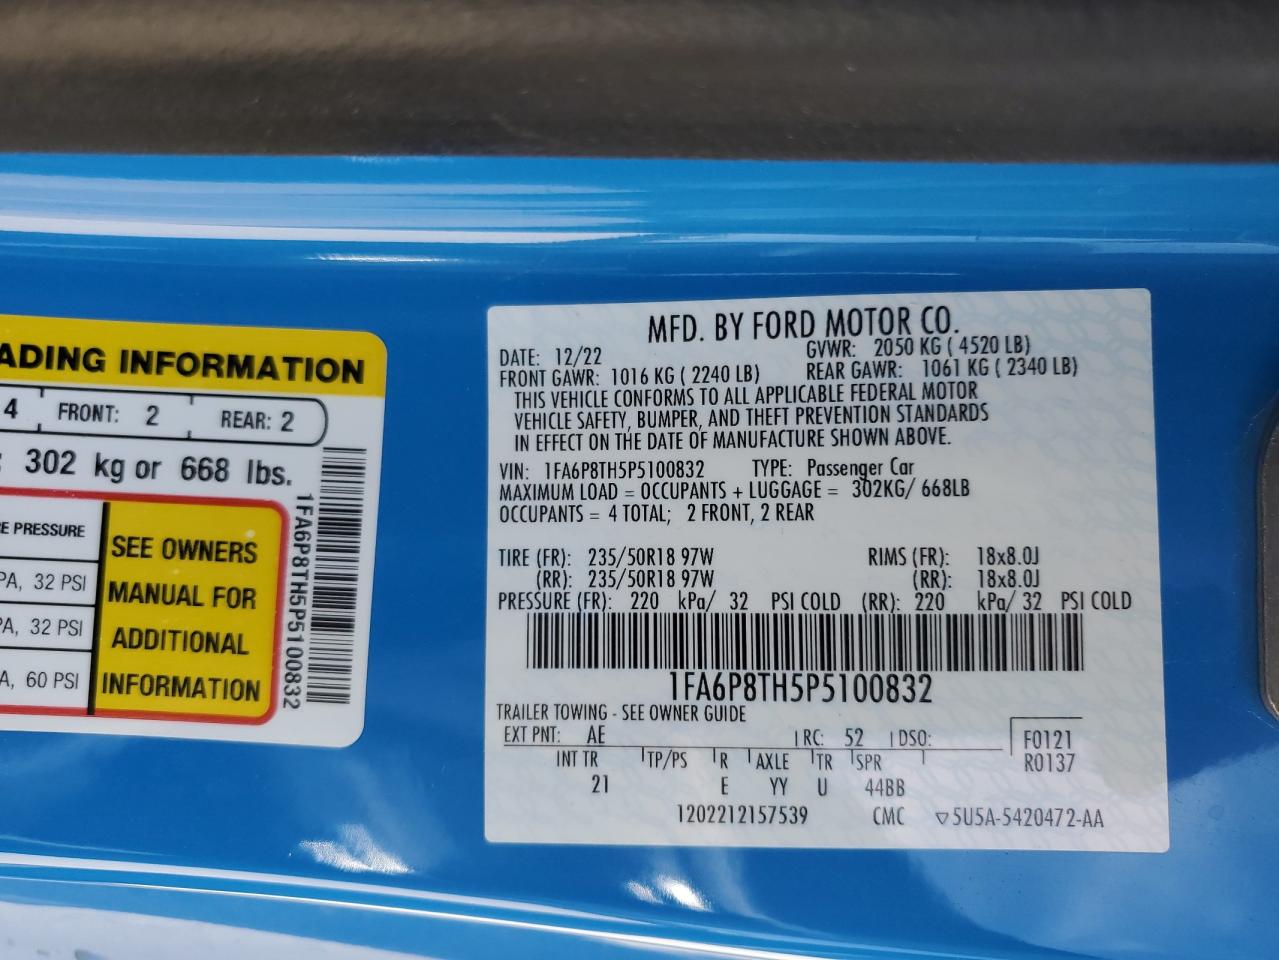 ADING INFORMATION
4 FRONT: 2 REAR: 2
302 kg or 668 lbs.
PRESSURE
PA, 32 PSI
PA, 32 PSI
A, 60 PSI
SEE OWNERS
MANUAL FOR
ADDITIONAL
INFORMATION
1FA6P8TH5P5100832
MFD. BY FORD MOTOR CO.
DATE: 12/22 GVWR: 2050 KG ( 4520 LB)
FRONT GAWR: 1016 KG ( 2240 LB) REAR GAWR: 1061 KG ( 2340 LB)
THIS VEHICLE CONFORMS TO ALL APPLICABLE FEDERAL MOTOR
VEHICLE SAFETY, BUMPER, AND THEFT PREVENTION STANDARDS
IN EFFECT ON THE DATE OF MANUFACTURE SHOWN ABOVE.
VIN: 1FA6P8TH5P5100832 TYPE: Passenger Car
MAXIMUM LOAD = OCCUPANTS + LUGGAGE = 302KG/ 668LB
OCCUPANTS = 4 TOTAL; 2 FRONT, 2 REAR
TIRE (FR): 235/50R18 97W RIMS (FR): 18x8.0J
(RR): 235/50R18 97W (RR): 18x8.0J
PRESSURE (FR): 220 kPa/ 32 PSI COLD (RR): 220 kPa/ 32 PSI COLD
1FA6P8TH5P5100832
TRAILER TOWING - SEE OWNER GUIDE
EXT PNT: AE RC: 52 DSO: F0121
INT TR TP/PS R AXLE TR SPR R0137
21 E YY U 44BB
1202212157539 CMC ▽5U5A-5420472-AA